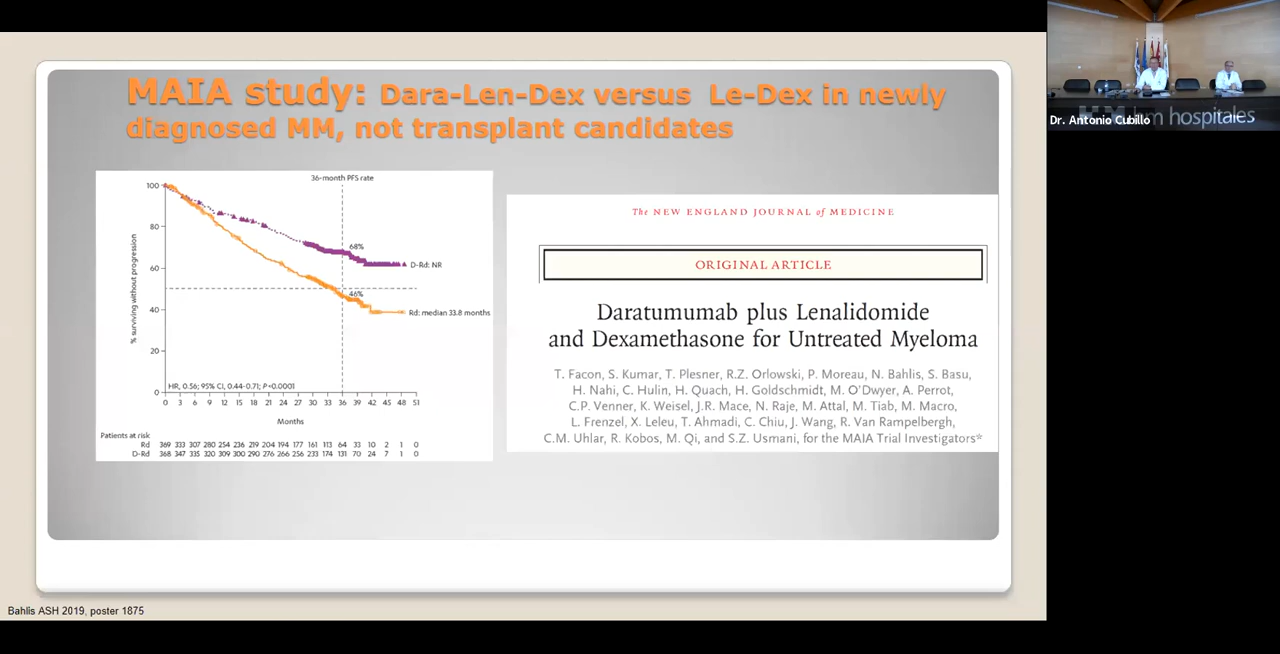 MAIA study: Dara-Len-Dex versus Le-Dex in newly
diagnosed MM, not transplant candidates
36-month PFS rate
100
80
60
40
20
0
% surviving without progression
68%
D-Rd: NR
46%
Rd: median 33.8 months
HR, 0.56; 95% CI, 0.44-0.71; P<0.0001
0 3 6 9 12 15 18 21 24 27 30 33 36 39 42 45 48 51
Months
Patients at risk
Rd 369 333 307 280 254 236 219 204 194 177 161 113 64 33 10 2 1 0
D-Rd 368 347 335 320 309 300 290 276 266 256 233 174 131 70 24 7 1 0
The NEW ENGLAND JOURNAL of MEDICINE
ORIGINAL ARTICLE
Daratumumab plus Lenalidomide
and Dexamethasone for Untreated Myeloma
T. Facon, S. Kumar, T. Plesner, R.Z. Orlowski, P. Moreau, N. Bahlis, S. Basu,
H. Nahi, C. Hulin, H. Quach, H. Goldschmidt, M. O'Dwyer, A. Perrot,
C.P. Venner, K. Weisel, J.R. Mace, N. Raje, M. Attal, M. Tiab, M. Macro,
L. Frenzel, X. Leleu, T. Ahmadi, C. Chiu, J. Wang, R. Van Rampelbergh,
C.M. Uhlar, R. Kobos, M. Qi, and S.Z. Usmani, for the MAIA Trial Investigators*
Bahlis ASH 2019, poster 1875
hm hospitales
Dr. Antonio Cubillo